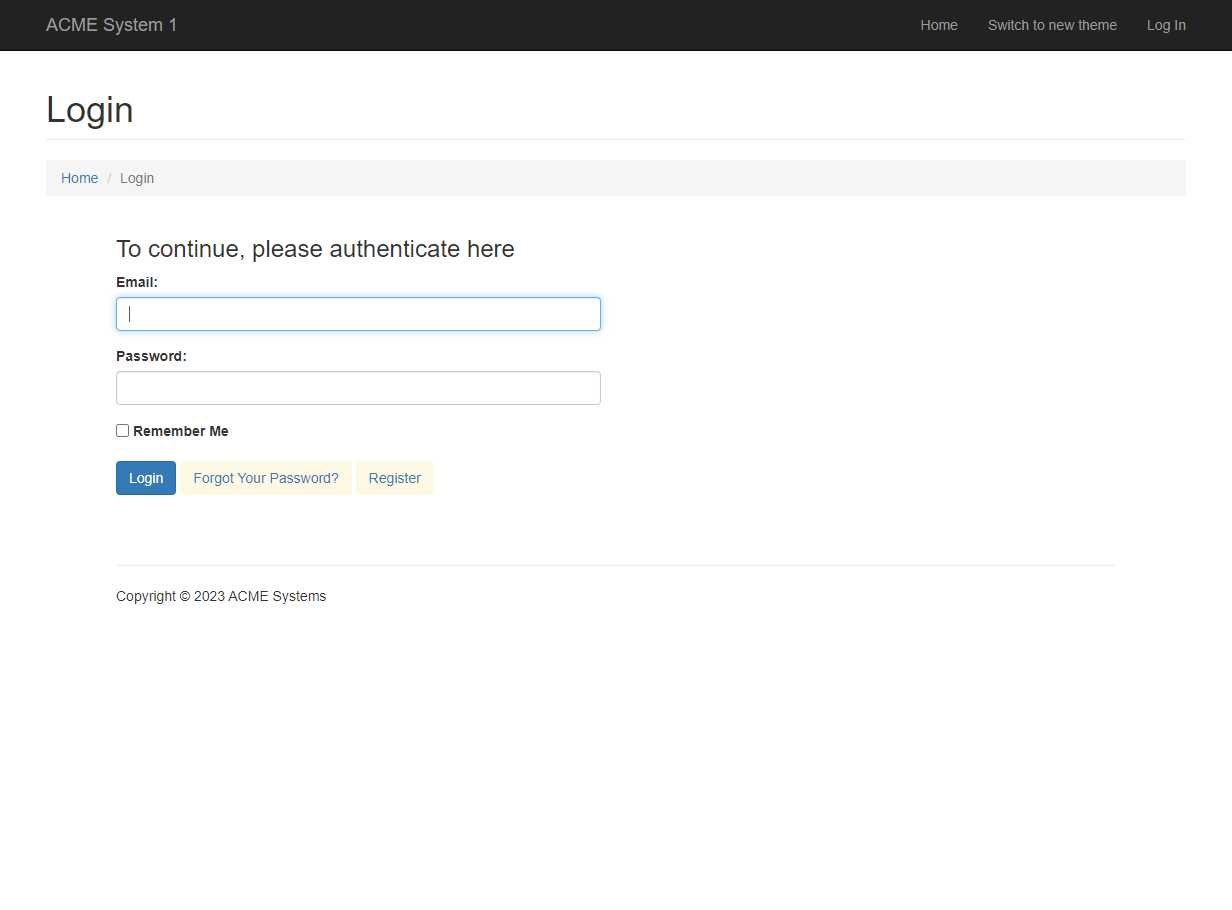 ACME System 1 Home Switch to new theme Log In
Login
Home / Login
To continue, please authenticate here
Email:
Password:
Remember Me
Login Forgot Your Password? Register
Copyright © 2023 ACME Systems